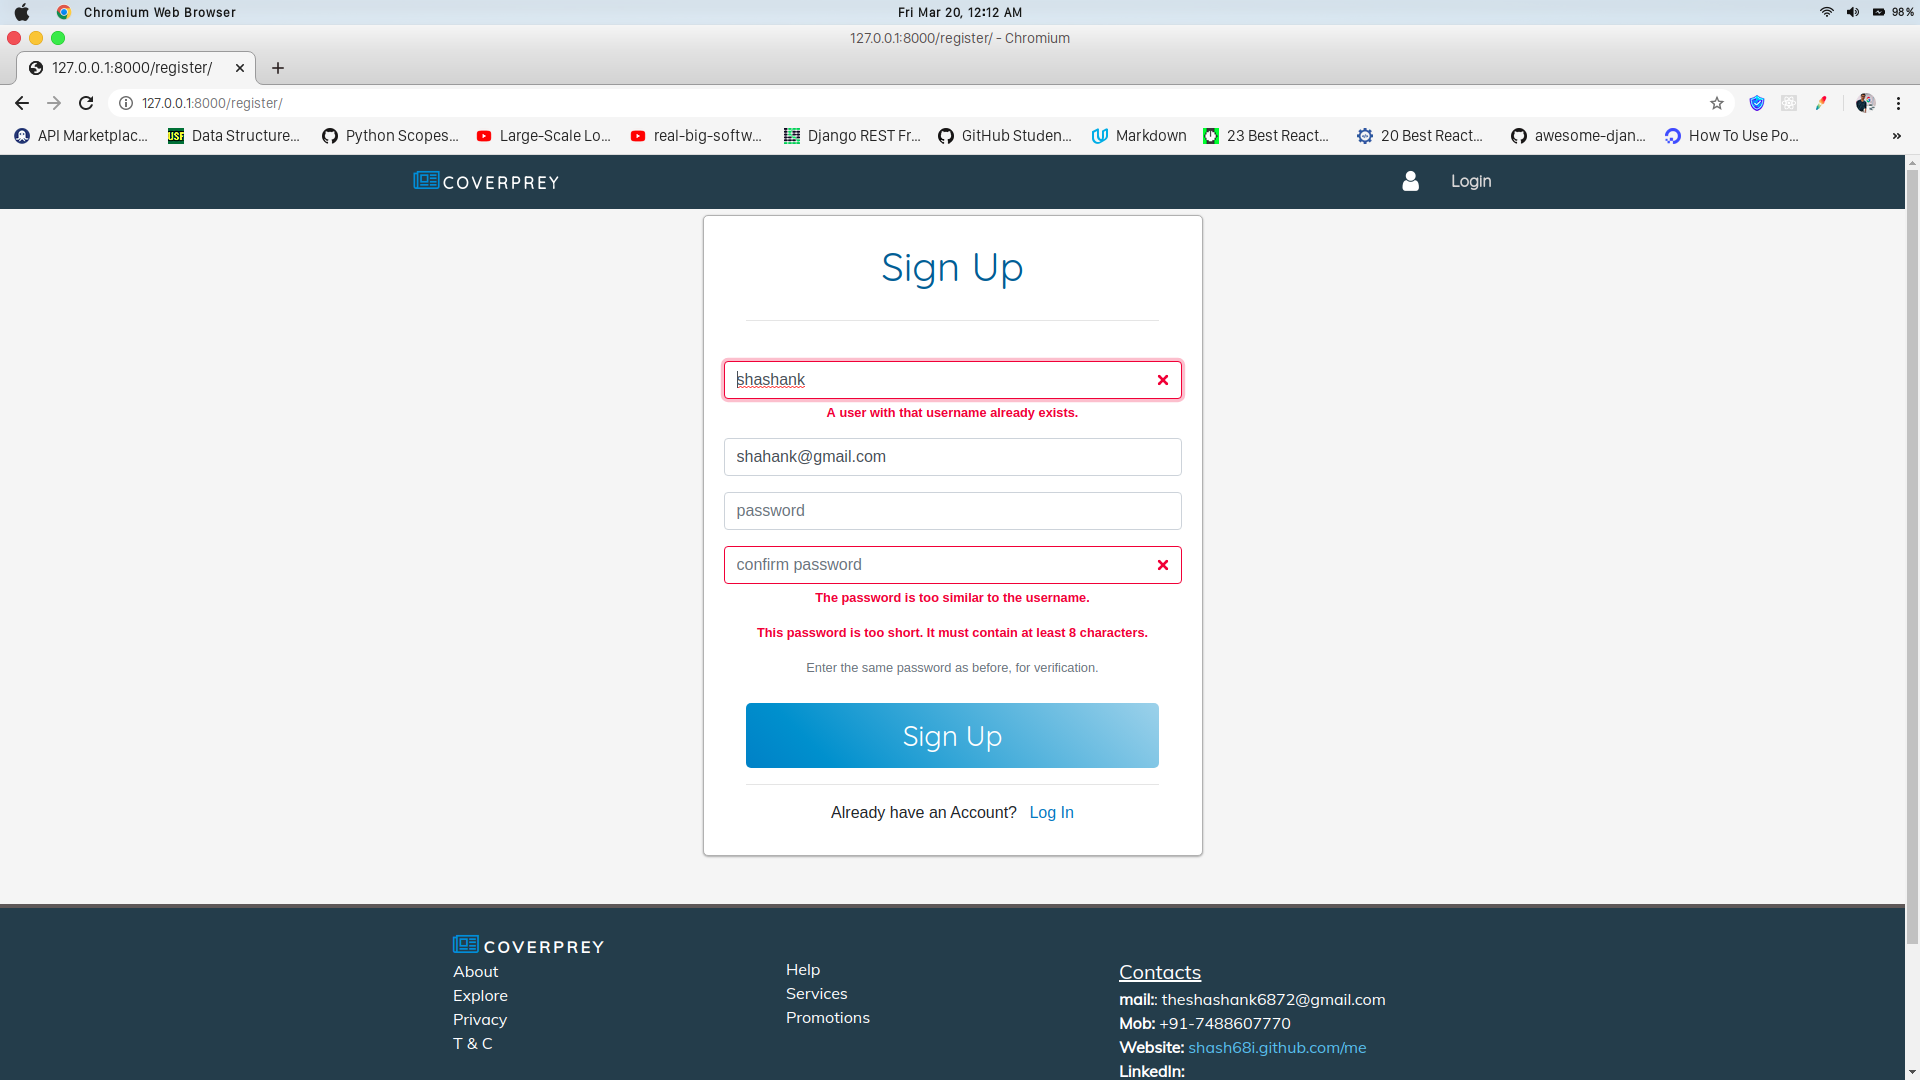 Chromium Web Browser
Fri Mar 20, 12:12 AM
98%
127.0.0.1:8000/register/ - Chromium
127.0.0.1:8000/register/
127.0.0.1:8000/register/
API Marketplac...
USF
Data Structure...
Python Scopes...
Large-Scale Lo...
real-big-softw...
Django REST Fr...
GitHub Studen...
Markdown
23 Best React...
20 Best React...
awesome-djan...
How To Use Po...
»
COVERPREY
Login
Sign Up
shashank
A user with that username already exists.
shahank@gmail.com
password
confirm password
The password is too similar to the username.
This password is too short. It must contain at least 8 characters.
Enter the same password as before, for verification.
Sign Up
Already have an Account? Log In
COVERPREY
About
Explore
Privacy
T & C
Help
Services
Promotions
Contacts
mail:: theshashank6872@gmail.com
Mob: +91-7488607770
Website: shash68i.github.com/me
LinkedIn: